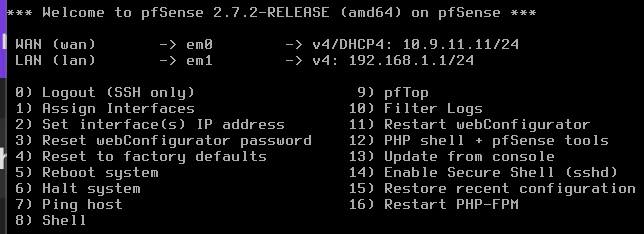 *** Welcome to pfSense 2.7.2-RELEASE (amd64) on pfSense ***
WAN (wan) -> em0 -> v4/DHCP4: 10.9.11.11/24
LAN (lan) -> em1 -> v4: 192.168.1.1/24
0) Logout (SSH only) 9) pfTop
1) Assign Interfaces 10) Filter Logs
2) Set interface(s) IP address 11) Restart webConfigurator
3) Reset webConfigurator password 12) PHP shell + pfSense tools
4) Reset to factory defaults 13) Update from console
5) Reboot system 14) Enable Secure Shell (sshd)
6) Halt system 15) Restore recent configuration
7) Ping host 16) Restart PHP-FPM
8) Shell